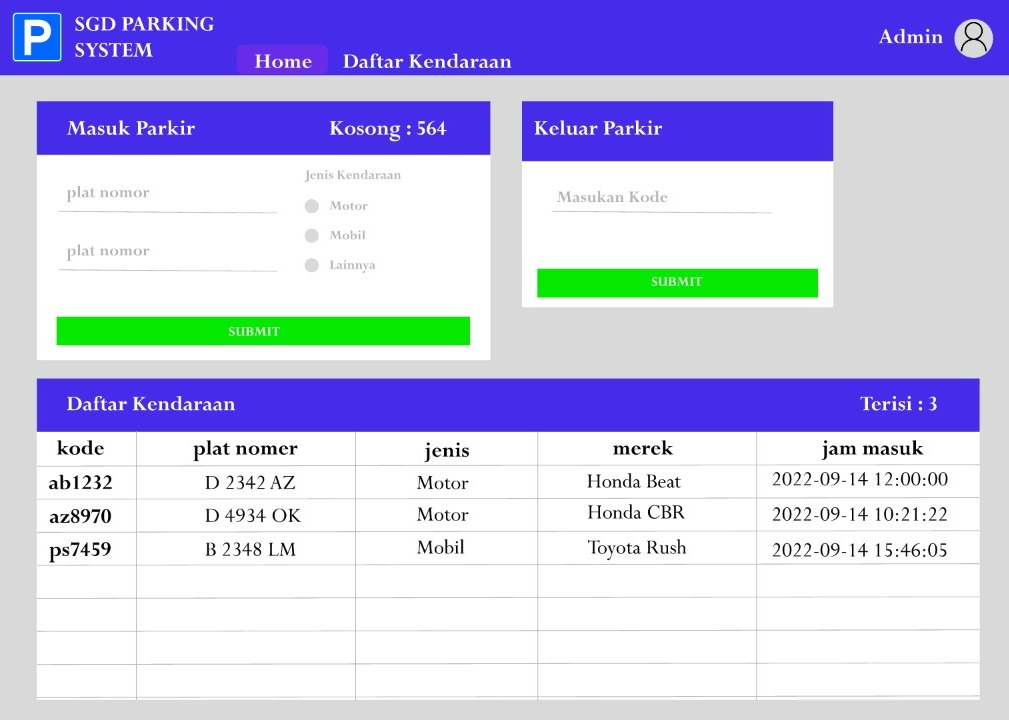 P
SGD PARKING
SYSTEM
Home Daftar Kendaraan
Admin
Masuk Parkir Kosong : 564
plat nomor
plat nomor
Jenis Kendaraan
Motor
Mobil
Lainnya
SUBMIT
Keluar Parkir
Masukan Kode
SUBMIT
Daftar Kendaraan Terisi : 3
kode plat nomer jenis merek jam masuk
ab1232 D 2342 AZ Motor Honda Beat 2022-09-14 12:00:00
az8970 D 4934 OK Motor Honda CBR 2022-09-14 10:21:22
ps7459 B 2348 LM Mobil Toyota Rush 2022-09-14 15:46:05